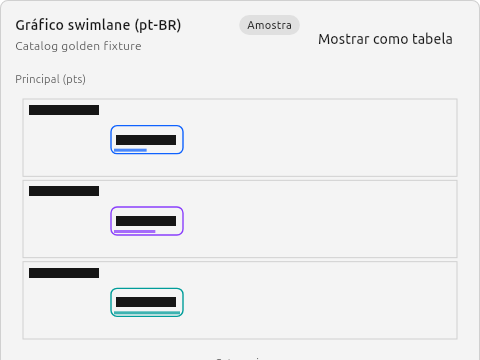 Gráfico swimlane (pt-BR)
Amostra
Catalog golden fixture
Mostrar como tabela
Principal (pts)